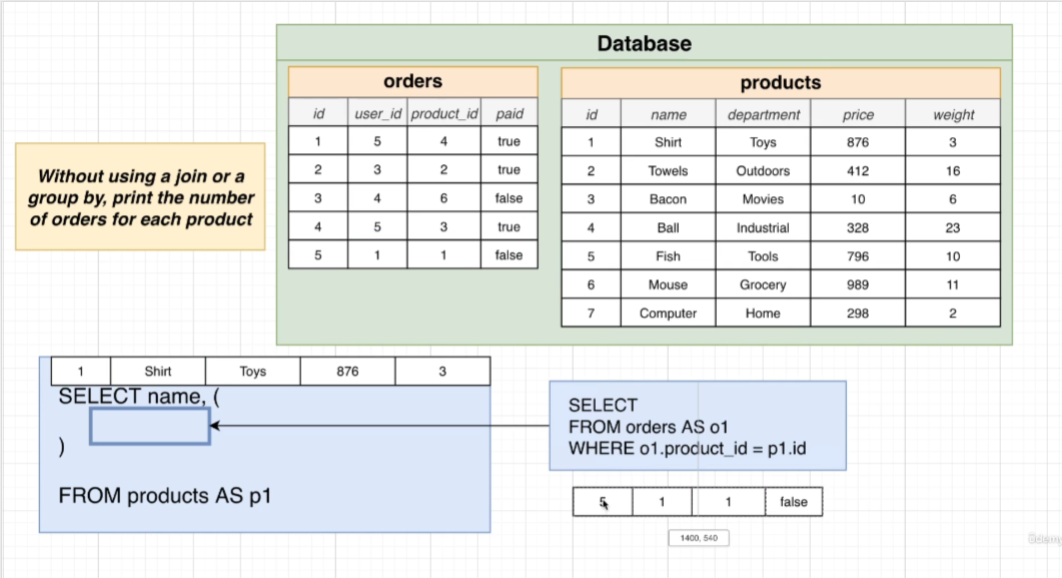 Database
orders
products
id user_id product_id paid
id name department price weight
1 5 4 true
1 Shirt Toys 876 3
2 3 2 true
2 Towels Outdoors 412 16
3 4 6 false
3 Bacon Movies 10 6
4 5 3 true
4 Ball Industrial 328 23
5 1 1 false
5 Fish Tools 796 10
6 Mouse Grocery 989 11
7 Computer Home 298 2
Without using a join or a
group by, print the number
of orders for each product
1 Shirt Toys 876 3
SELECT name, (
)
FROM products AS p1
SELECT
FROM orders AS o1
WHERE o1.product_id = p1.id
5 1 1 false
1400, 540